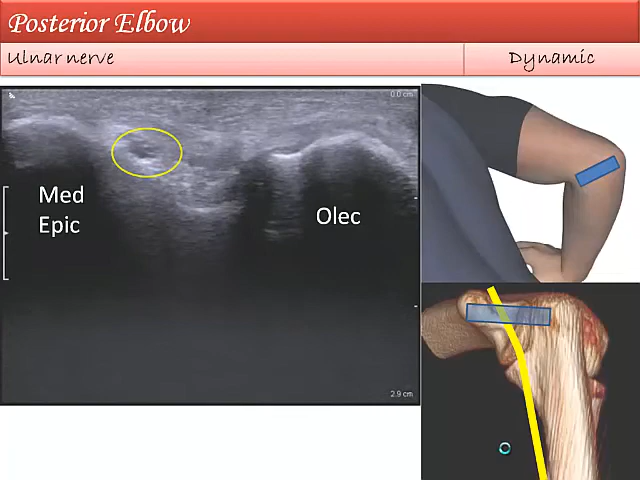 Posterior Elbow
Ulnar nerve
Dynamic
0.0 cm
Med
Epic
Olec
2.9 cm